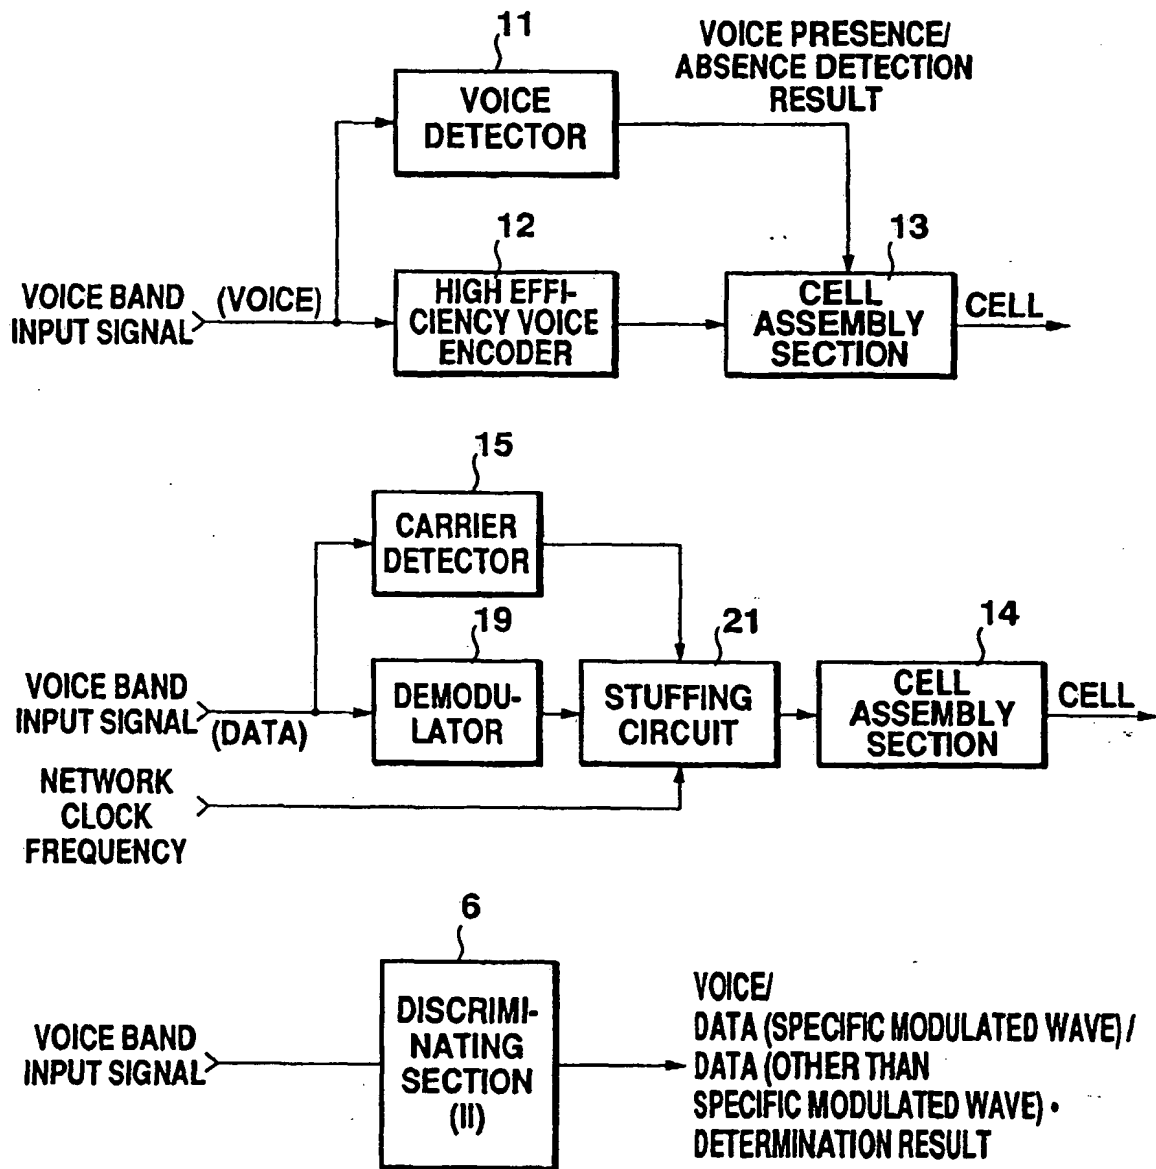 11
VOICE
DETECTOR
VOICE PRESENCE/
ABSENCE DETECTION
RESULT
VOICE BAND
INPUT SIGNAL
(VOICE)
12
HIGH EFFI-
CIENCY VOICE
ENCODER
13
CELL
ASSEMBLY
SECTION
CELL
15
CARRIER
DETECTOR
VOICE BAND
INPUT SIGNAL
(DATA)
19
DEMODU-
LATOR
21
STUFFING
CIRCUIT
14
CELL
ASSEMBLY
SECTION
CELL
NETWORK
CLOCK
FREQUENCY
6
VOICE BAND
INPUT SIGNAL
DISCRIMI-
NATING
SECTION
(II)
VOICE/
DATA (SPECIFIC MODULATED WAVE) /
DATA (OTHER THAN
SPECIFIC MODULATED WAVE) •
DETERMINATION RESULT